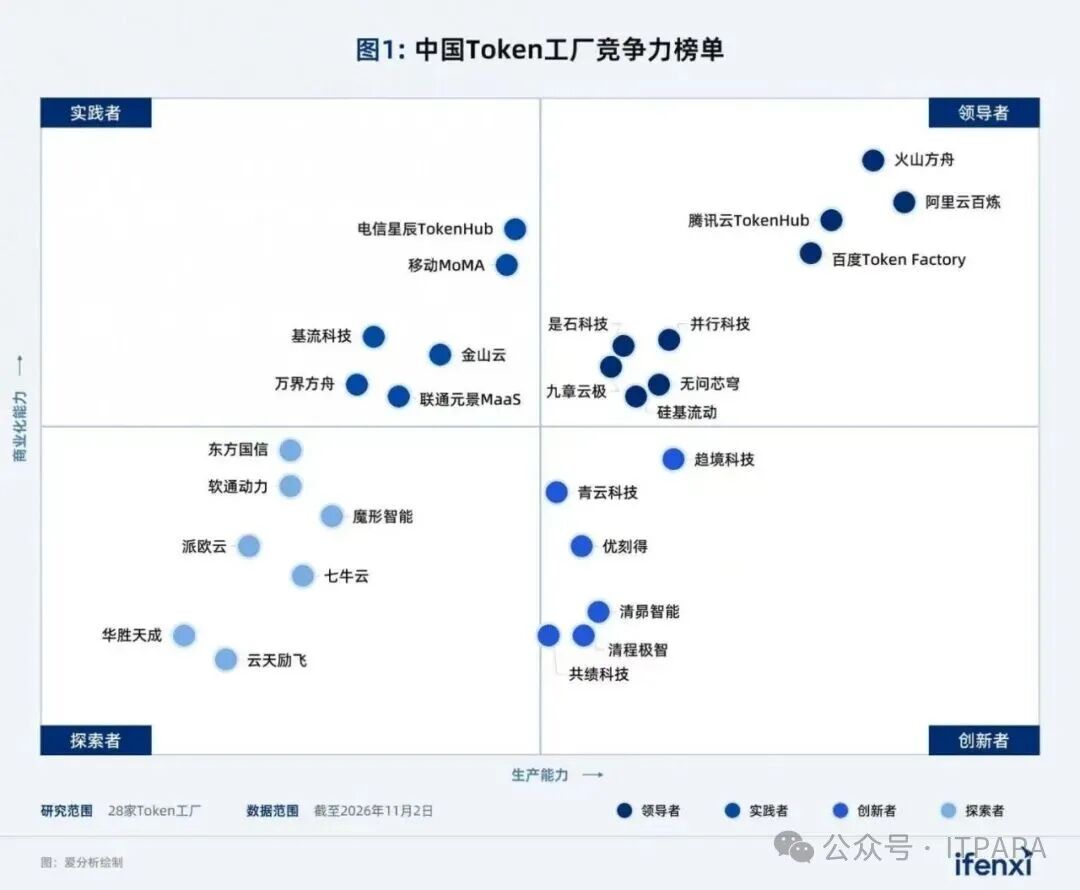 图1: 中国Token工厂竞争力榜单
实践者
领导者
火山方舟
阿里云百炼
腾讯云TokenHub
电信星辰TokenHub
百度Token Factory
移动MoMA
是石科技
并行科技
基流科技
金山云
万界方舟
无问芯穹
九章云极
联通元景MaaS
硅基流动
商业化能力
东方国信
趋境科技
软通动力
青云科技
魔形智能
派欧云
优刻得
七牛云
清昴智能
华胜天成
清程极智
云天励飞
共绩科技
探索者
创新者
生产能力
研究范围 28家Token工厂 数据范围 截至2026年11月2日 领导者 实践者 创新者 探索者
公众号 · ITPARA
图: 爱分析绘制
ifenxi